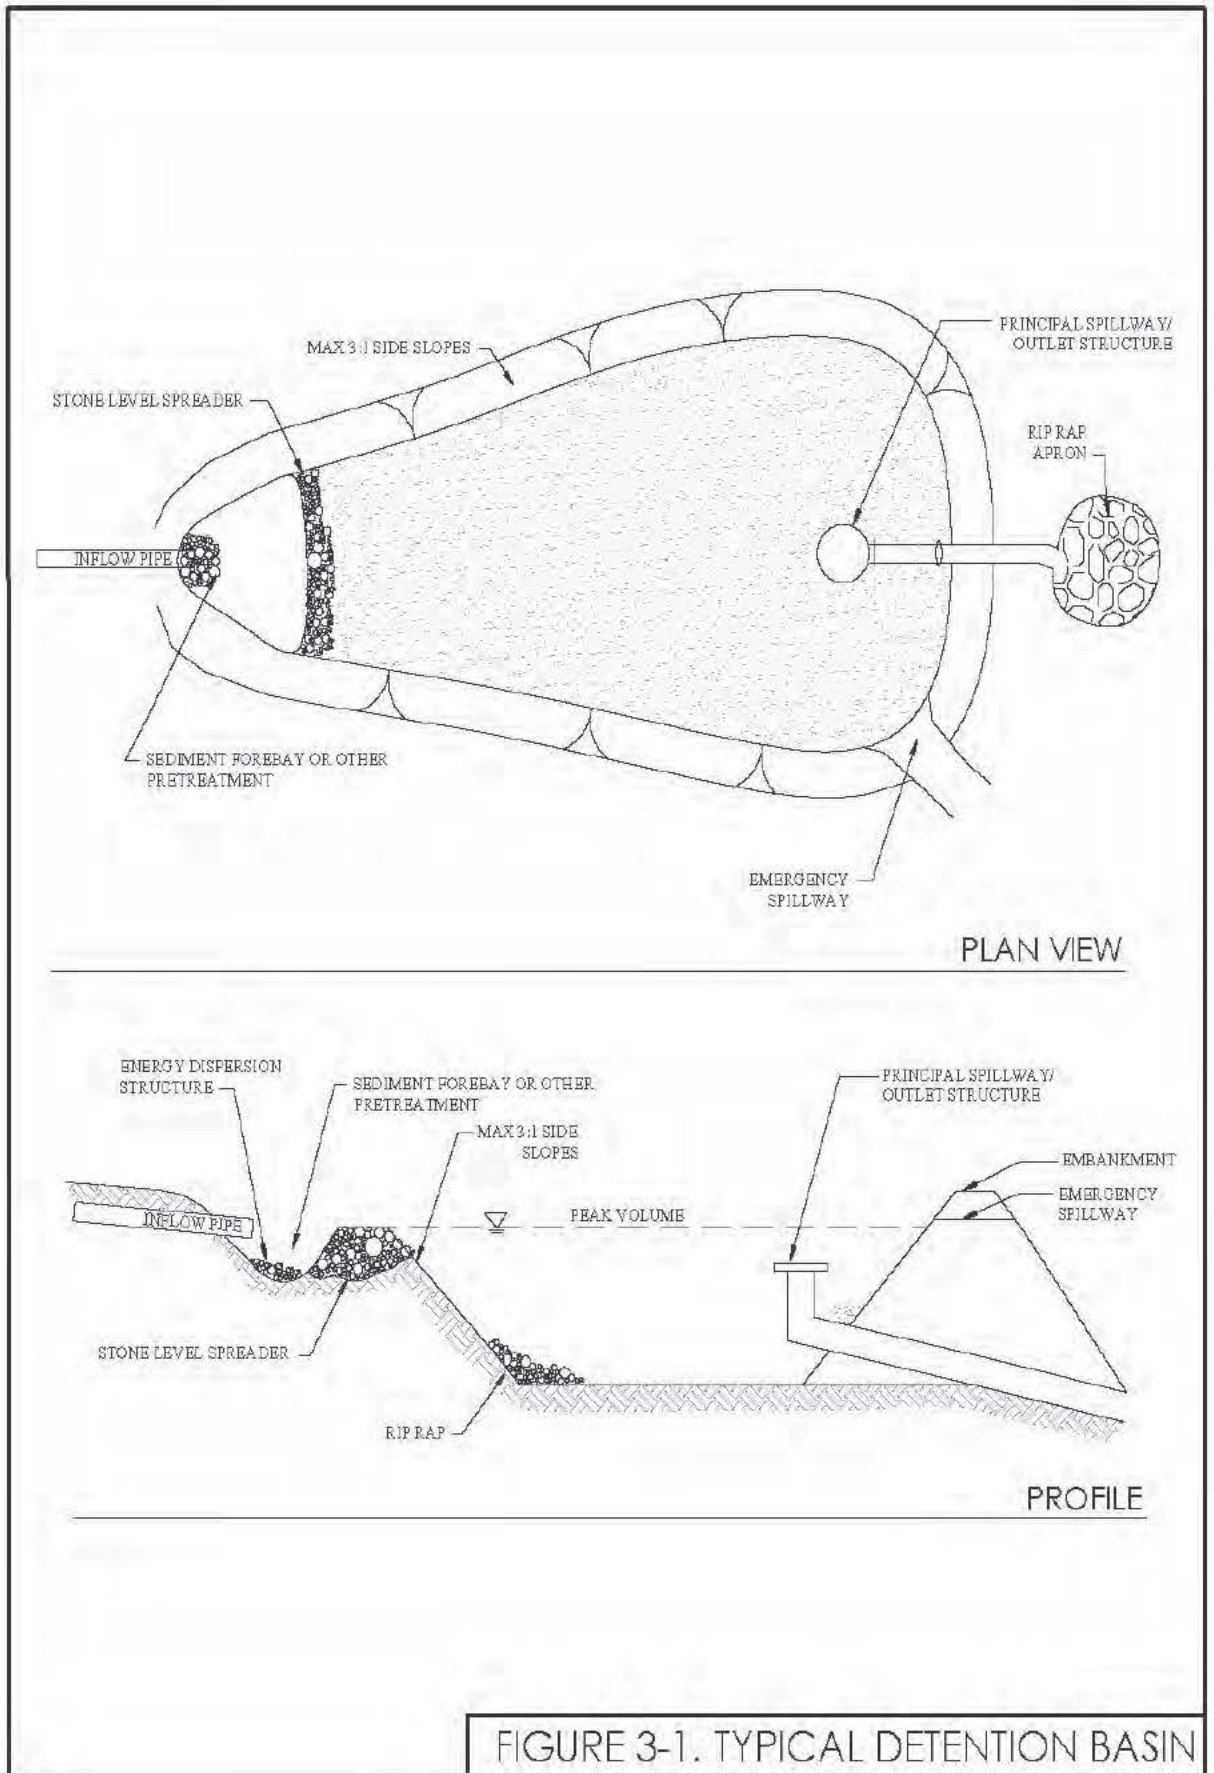 PRINCIPAL SPILLWAY/
OUTLET STRUCTURE
MAX 3:1 SIDE SLOPES
STONE LEVEL SPREADER
RIP RAP
APRON
INFLOW PIPE
SEDIMENT FOREBAY OR OTHER
PRETREATMENT
EMERGENCY
SPILLWAY
PLAN VIEW
ENERGY DISPERSION
STRUCTURE
SEDIMENT FOREBAY OR OTHER
PRETREATMENT
MAX 3:1 SIDE
SLOPES
PRINCIPAL SPILLWAY/
OUTLET STRUCTURE
EMBANKMENT
EMERGENCY
SPILLWAY
INFLOW PIPE
PEAK VOLUME
STONE LEVEL SPREADER
RIP RAP
PROFILE
FIGURE 3-1. TYPICAL DETENTION BASIN